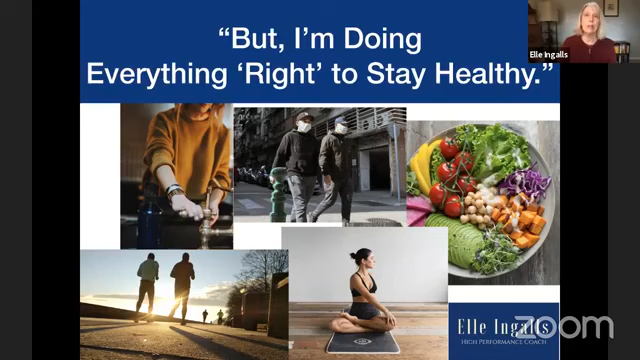 “But, I’m Doing
Everything ‘Right’ to Stay Healthy.”
Elle Ingalls
Elle Ingalls
HIGH PERFORMANCE COACH
zoom